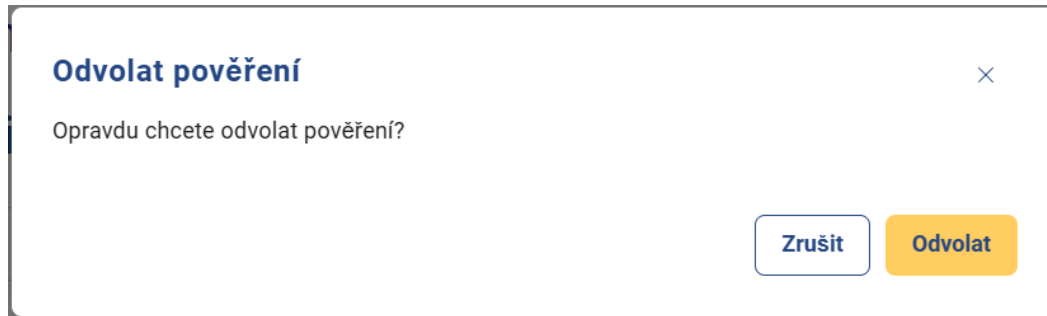 Odvolat pověření
Opravdu chcete odvolat pověření?
Zrušit
Odvolat